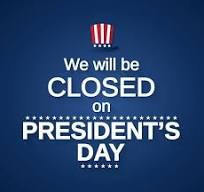 We will be
CLOSED
on
PRESIDENT'S
DAY